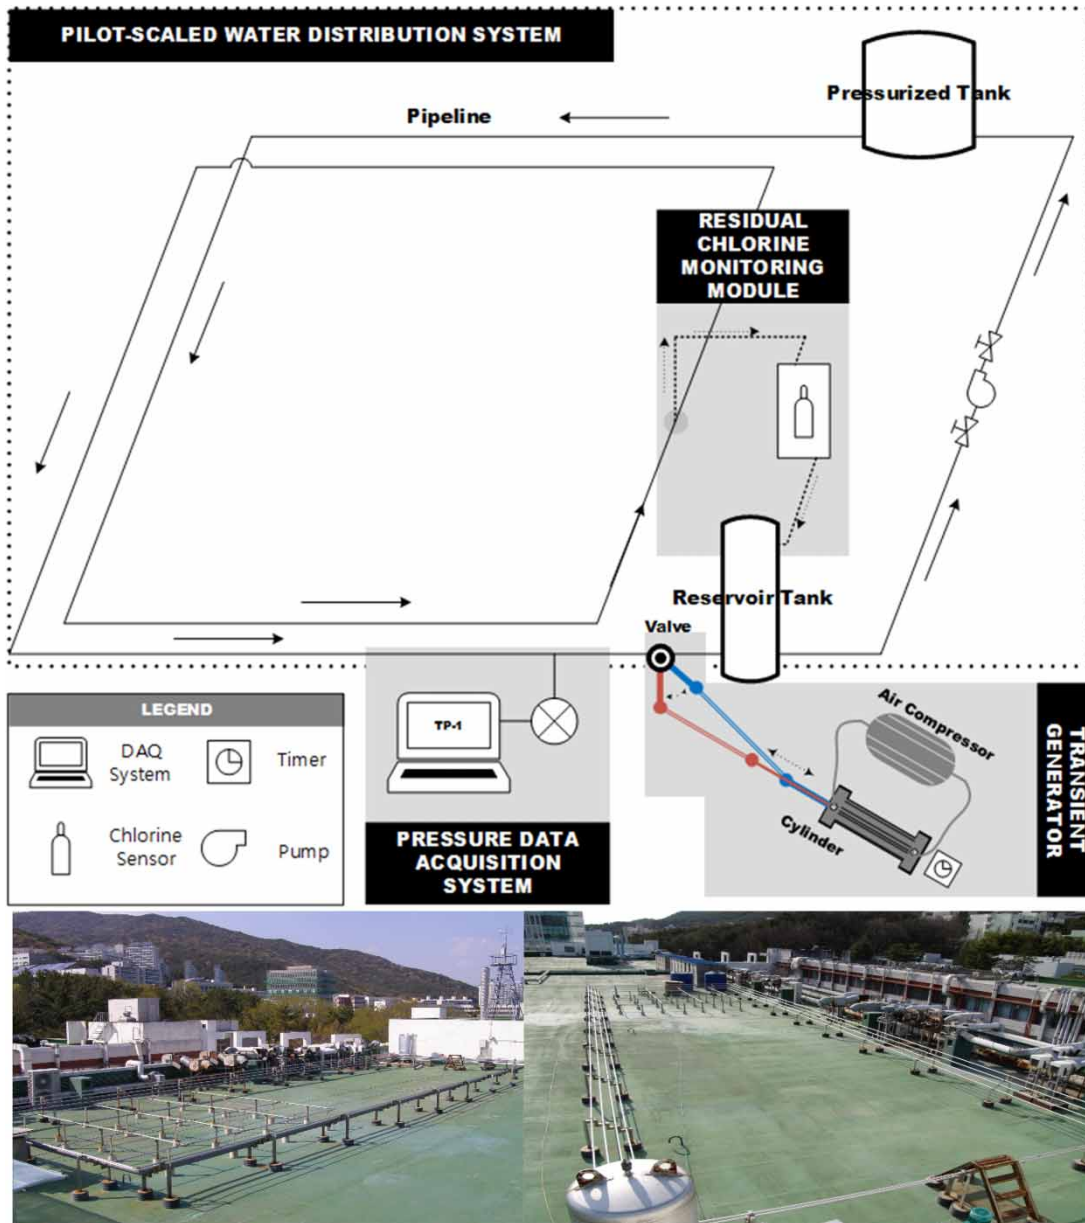 PILOT-SCALED WATER DISTRIBUTION SYSTEM
Pressurized Tank
Pipeline
RESIDUAL
CHLORINE
MONITORING
MODULE
Reservoir Tank
Valve
LEGEND
DAQ
System
Timer
Chlorine
Sensor
Pump
TP-1
PRESSURE DATA
ACQUISITION
SYSTEM
Air Compressor
Cylinder
TRANSIENT
GENERATOR